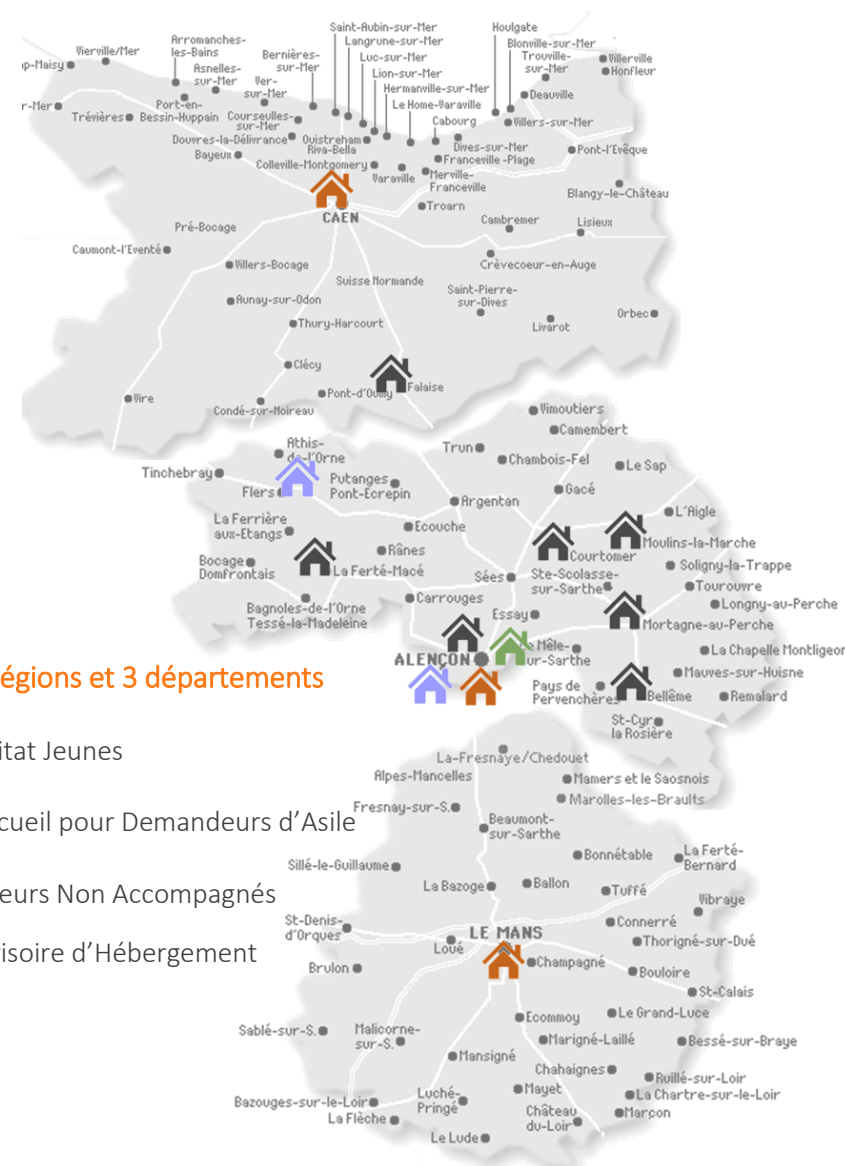 Saint-Aubin-sur-Mer
Houlgate
Arromanches-
les-Bains
Langrune-sur-Mer
Blonville-sur-Mer
Vierville/Mer
Bernières-
sur-Mer
Luc-sur-Mer
Trouville-
sur-Mer
Villerville
ap-Maisy
Asnelles-
sur-Mer
Lion-sur-Mer
Honfleur
Ver-
sur-Mer
Hermanville-sur-Mer
Deauville
r-Mer
Port-en-
Bessin-Huppain
Le Home-Varaville
Trévières
Courseulles-
sur-Mer
Cabourg
Villers-sur-Mer
Douvres-la-Délivrance
Ouistreham
Riva-Bella
Dives-sur-Mer
Pont-l'Evêque
Bayeux
Colleville-Montgomery
Franceville-Plage
Varaville
Merville-
Franceville
Blangy-le-Château
Troarn
CAEN
Cambremer
Lisieux
Pré-Bocage
Caumont-l'Eventé
Villers-Bocage
Crèvecoeur-en-Auge
Suisse Normande
Saint-Pierre-
sur-Dives
Aunay-sur-Odon
Orbec
Thury-Harcourt
Livarot
Clécy
Falaise
Pont-d'Ouilly
Vire
Condé-sur-Noireau
Vimoutiers
Camembert
Athis-
de-l'Orne
Trun
Chambois-Fel
Le Sap
Tinchebray
Putanges
Pont-Ecrepin
Flers
Gacé
Argentan
L'Aigle
La Ferrière
aux-Etangs
Ecouche
Moulins-la-Marche
Rânes
Courtomer
Bocage
Domfrontais
La Ferté-Macé
Soligny-la-Trappe
Sées
Ste-Scolasse-
sur-Sarthe
Tourouvre
Carrouges
Longny-au-Perche
Bagnoles-de-l'Orne
Tessé-la-Madeleine
Essay
Mortagne-au-Perche
ALENÇON
Le Mêle-
sur-Sarthe
La Chapelle Montligeon
égions et 3 départements
Mauves-sur-Huisne
Pays de
Pervenchères
Bellême
Remalard
St-Cyr
la Rosière
itat Jeunes
La-Fresnaye/Chedouet
Alpes-Mancelles
Mamers et le Saosnois
Marolles-les-Braults
Fresnay-sur-S.
cueil pour Demandeurs d'Asile
Beaumont-
sur-Sarthe
Bonnétable
La Ferté-
Bernard
Sillé-le-Guillaume
La Bazoge
Ballon
Tuffé
eurs Non Accompagnés
Vibraye
St-Denis-
d'Orques
Connerré
LE MANS
Thorigné-sur-Dué
Loué
isoire d'Hébergement
Champagné
Brulon
Bouloire
St-Calais
Ecommoy
Le Grand-Luce
Sablé-sur-S.
Malicorne-
sur-S.
Marigné-Laillé
Bessé-sur-Braye
Mansigné
Chahaignes
Ruillé-sur-Loir
Mayet
La Chartre-sur-le-Loir
Bazouges-sur-le-Loir
Luché-
Pringé
Château
du-Loir
Marçon
La Flèche
Le Lude